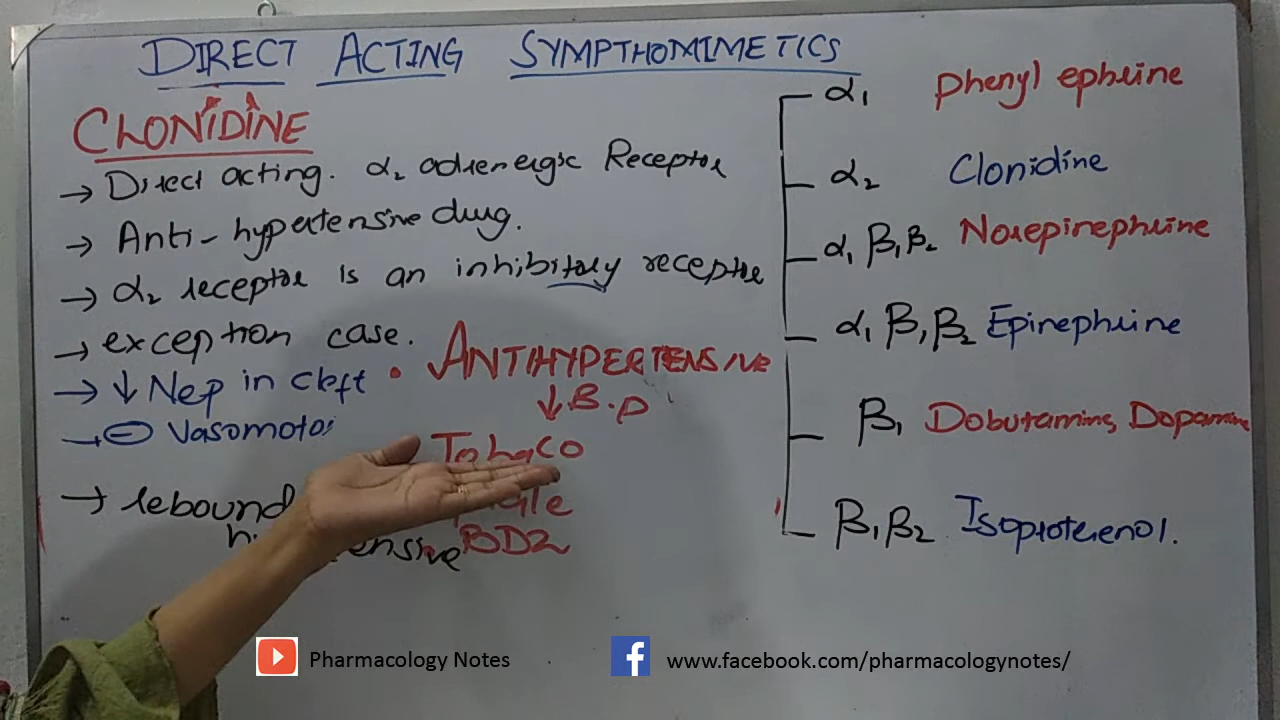 DIRECT ACTING SYMPTHOMIMETICS
CLONIDINE
→ Direct acting. α2 adrenergic Receptor
→ Anti-hypertensive drug.
→ α2 receptor is an inhibitory receptor
→ exception case.
→ ↓ Nep in cleft
→ ⊖ Vasomotor
→ rebound
• ANTIHYPERTENSIVE
↓ B.P
Tobaco
BDZ
α1 Phenyl ephrine
α2 Clonidine
α1 β1 β2 Norepinephrine
α1 β1 β2 Epinephrine
β1 Dobutamine, Dopamine
β1 β2 Isoproterenol.
Pharmacology Notes
www.facebook.com/pharmacologynotes/